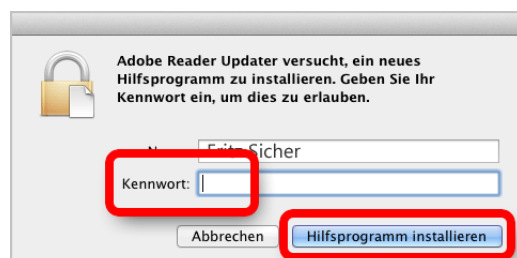 Adobe Reader Updater versucht, ein neues
Hilfsprogramm zu installieren. Geben Sie Ihr
Kennwort ein, um dies zu erlauben.
Sicher
Kennwort:
Abbrechen Hilfsprogramm installieren